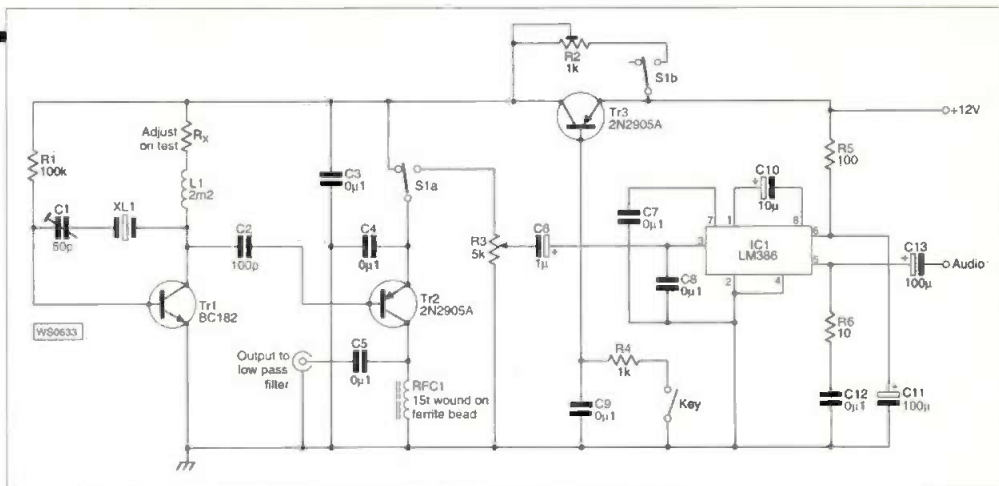 R2
1k
S1b
Tr3
2N2905A
+12V
Adjust
on test
Rx
R1
100k
L1
2m2
C3
0µ1
S1a
R5
100
C10
10µ
C1
50p
XL1
C2
100p
C4
0µ1
R3
5k
C6
1µ
C7
0µ1
7
1
8
3
IC1
LM386
6
5
2
4
C13
100µ
Audio
Tr1
BC182
Tr2
2N2905A
C8
0µ1
WS0633
Output to
low pass
filter
C5
0µ1
RFC1
15t wound on
ferrite bead
R4
1k
Key
C9
0µ1
R6
10
C12
0µ1
C11
100µ